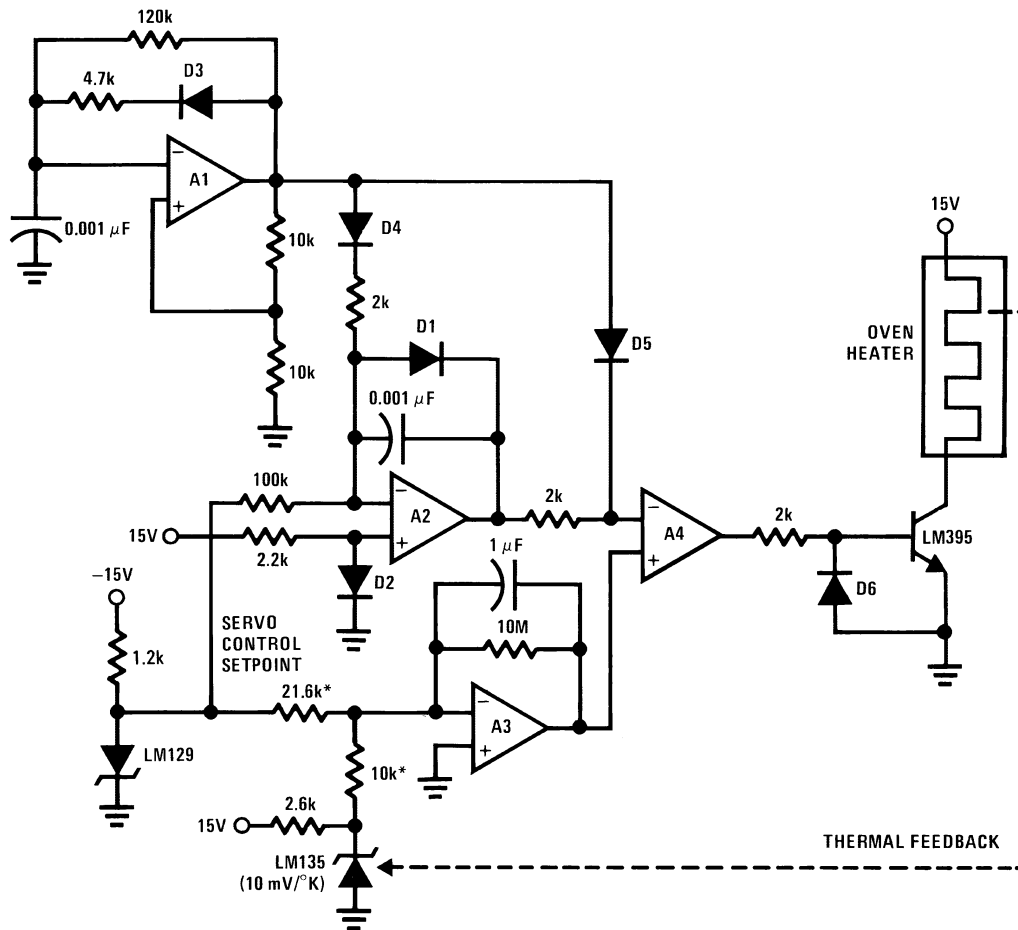 120k
4.7k
D3
−
A1
+
0.001 μF
10k
10k
D4
2k
D1
0.001 μF
D5
15V
OVEN
HEATER
100k
−
A2
+
15V
2.2k
D2
2k
−
A4
+
2k
LM395
D6
−15V
1.2k
SERVO
CONTROL
SETPOINT
1 μF
10M
21.6k*
−
A3
+
LM129
10k*
2.6k
15V
LM135
(10 mV/°K)
THERMAL FEEDBACK